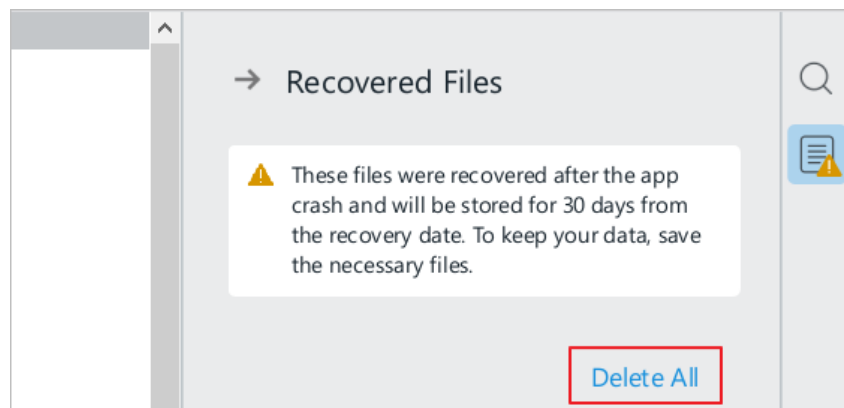 Recovered Files
These files were recovered after the app
crash and will be stored for 30 days from
the recovery date. To keep your data, save
the necessary files.
Delete All